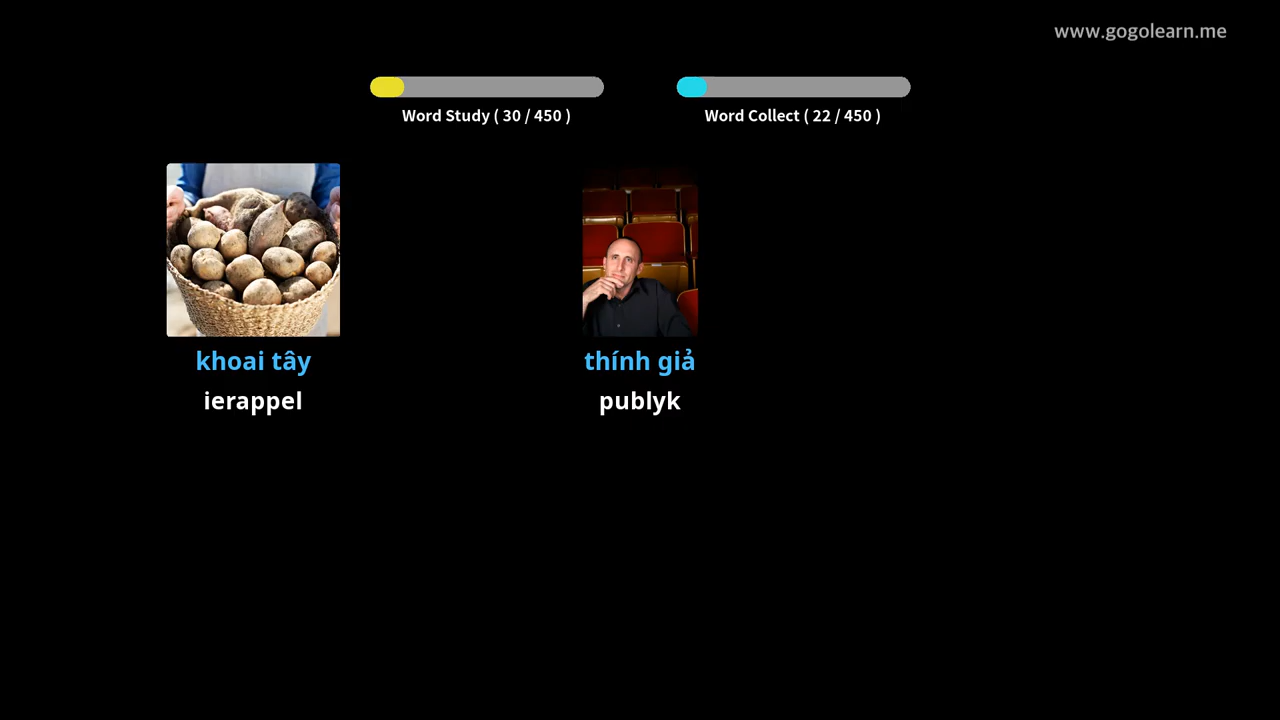 www.gogolearn.me
Word Study ( 30 / 450 )
Word Collect ( 22 / 450 )
khoai tây
ierappel
thính giả
publyk